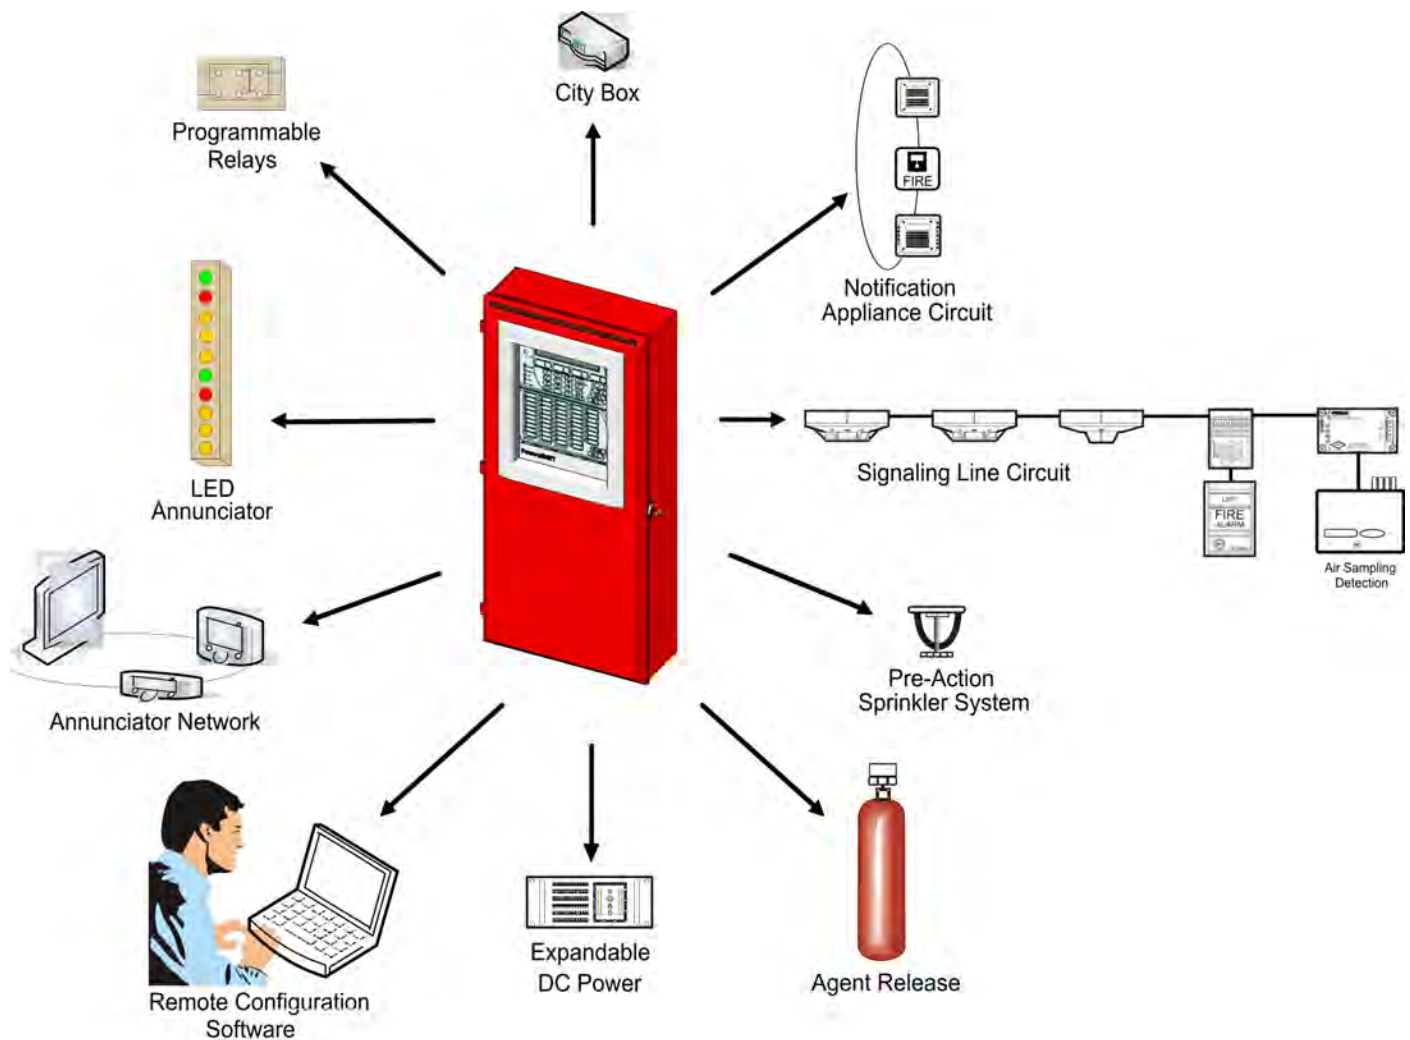 City Box
Programmable
Relays
FIRE
Notification
Appliance Circuit
Signaling Line Circuit
LED
Annunciator
FIRE
ALARM
Air Sampling
Detection
Pre-Action
Sprinkler System
Annunciator Network
Expandable
DC Power
Agent Release
Remote Configuration
Software